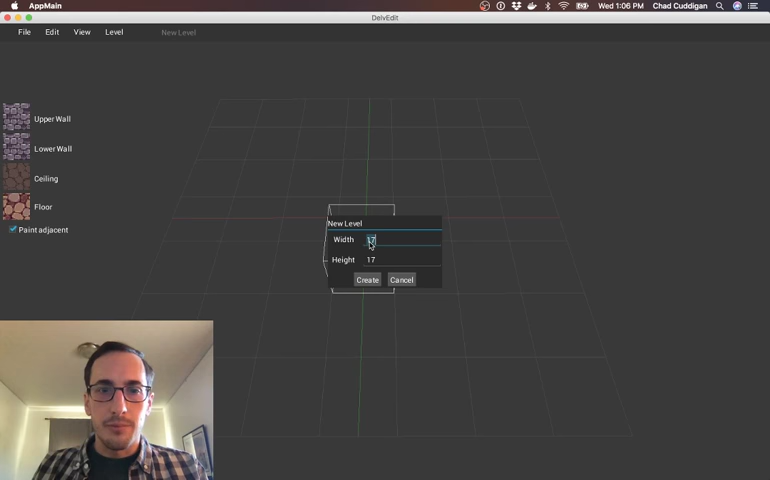 AppMain
Wed 1:06 PM
Chad Cuddigan
DelvEdit
File
Edit
View
Level
New Level
Upper Wall
Lower Wall
Ceiling
Floor
Paint adjacent
New Level
Width
17
Height
17
Create
Cancel